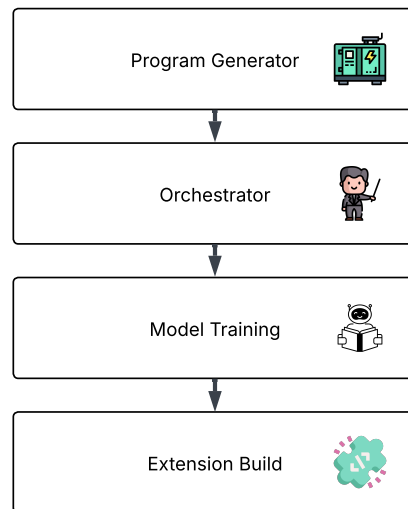 Program Generator
Orchestrator
Model Training
Extension Build